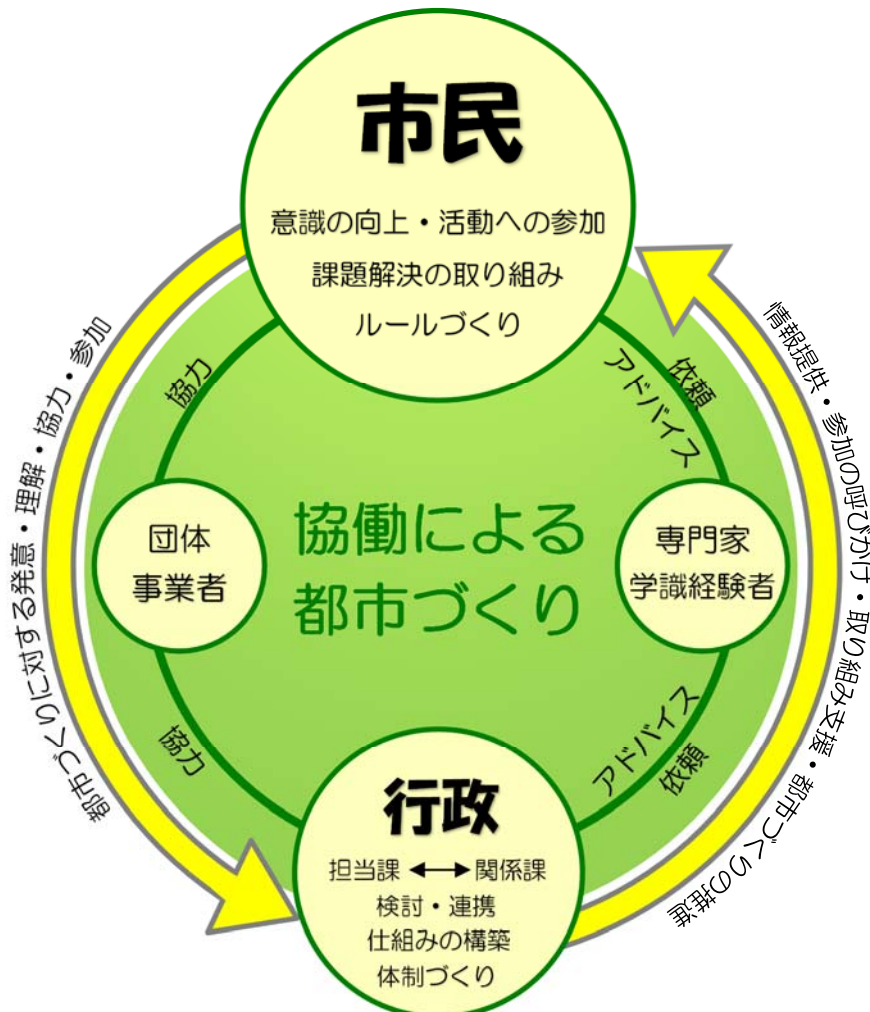 市民
意識の向上・活動への参加
課題解決の取り組み
ルールづくり
都市づくりに対する発意・理解・協力・参加
情報提供・参加の呼びかけ・取り組み支援・都市づくりの推進
協力
依頼
アドバイス
団体
事業者
協働による
都市づくり
専門家
学識経験者
協力
アドバイス
依頼
行政
担当課 ←→ 関係課
検討・連携
仕組みの構築
体制づくり